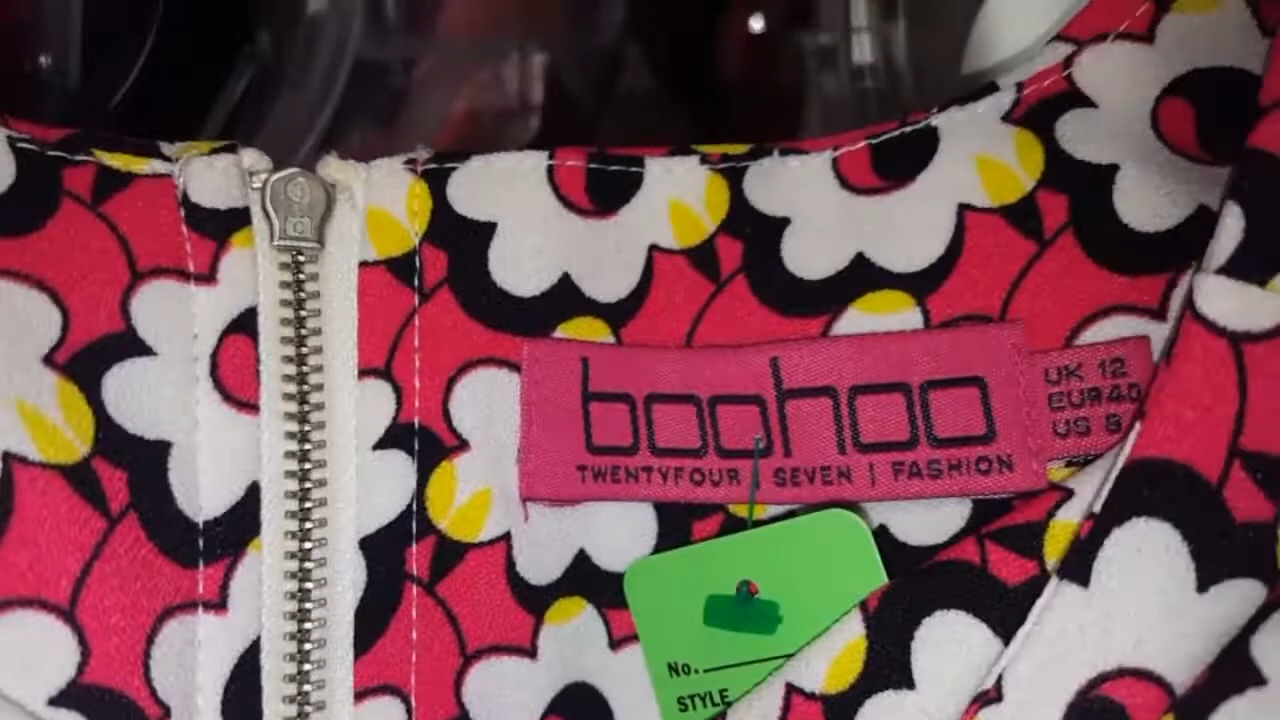 boohoo
TWENTYFOUR | SEVEN | FASHION
UK 12
EUR40
US 8
No.
STYLE